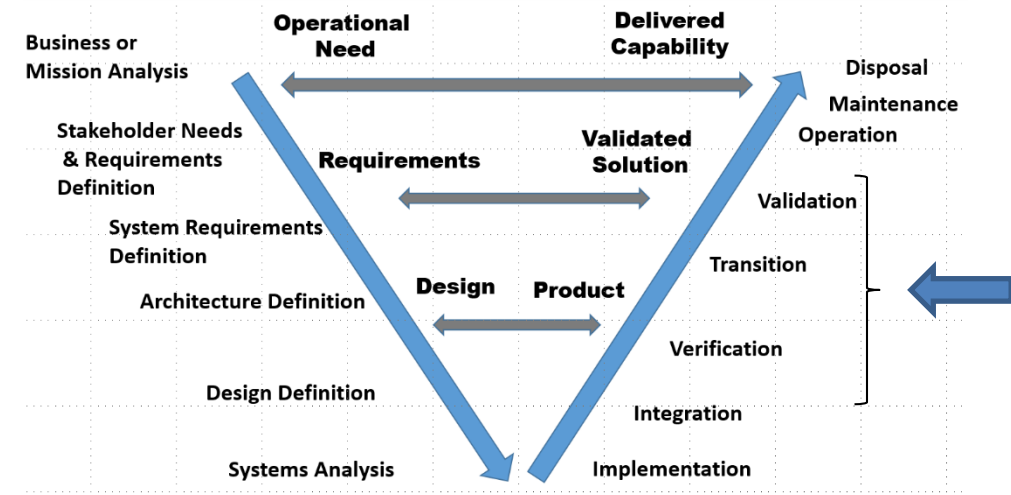 Business or
Mission Analysis
Operational
Need
Delivered
Capability
Disposal
Maintenance
Operation
Stakeholder Needs
& Requirements
Definition
Requirements
Validated
Solution
Validation
System Requirements
Definition
Transition
Architecture Definition
Design
Product
Verification
Design Definition
Integration
Systems Analysis
Implementation